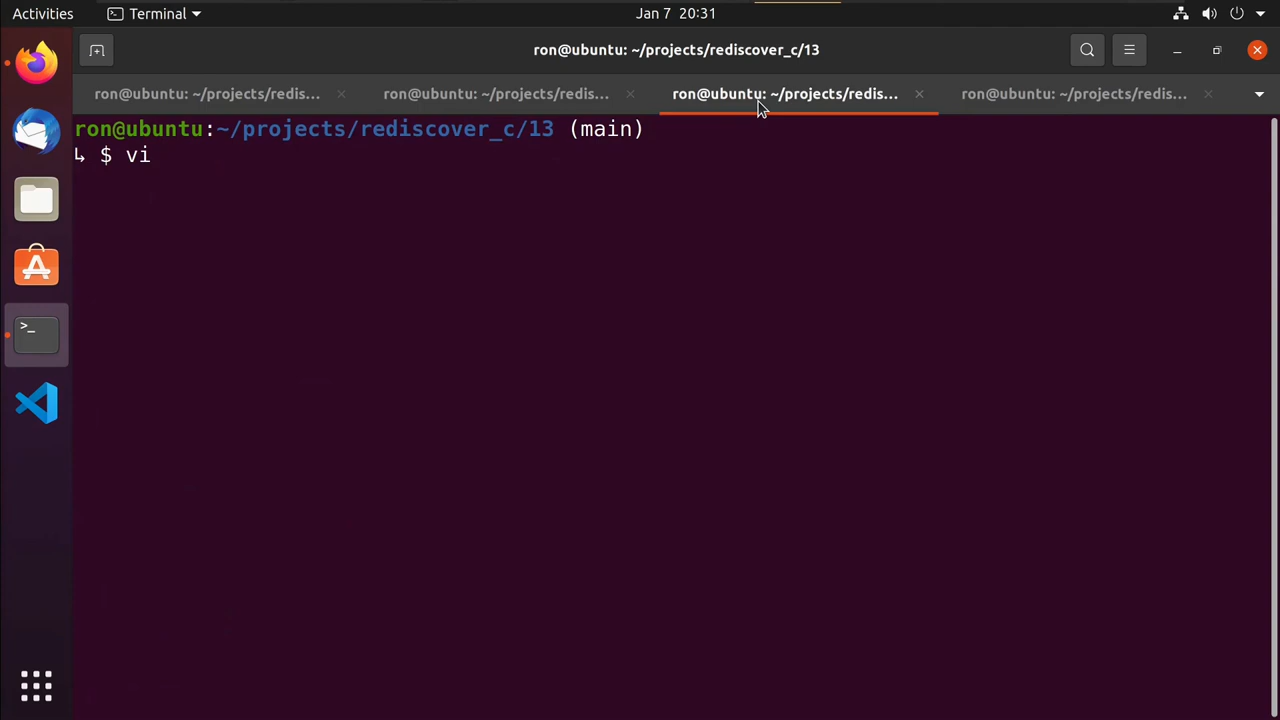 Activities
Terminal
Jan 7 20:31
ron@ubuntu: ~/projects/rediscover_c/13
ron@ubuntu: ~/projects/redis...
ron@ubuntu: ~/projects/redis...
ron@ubuntu: ~/projects/redis...
ron@ubuntu: ~/projects/redis...
ron@ubuntu:~/projects/rediscover_c/13 (main)
↳ $ vi